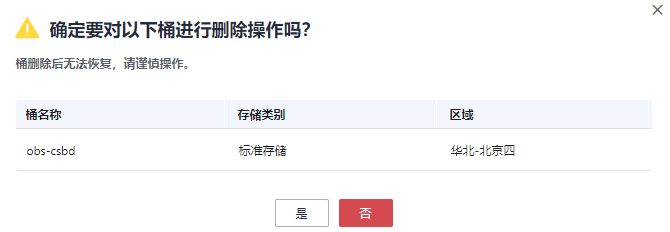 确定要对以下桶进行删除操作吗？
桶删除后无法恢复，请谨慎操作。
桶名称 存储类别 区域
obs-csbd 标准存储 华北-北京四
是 否